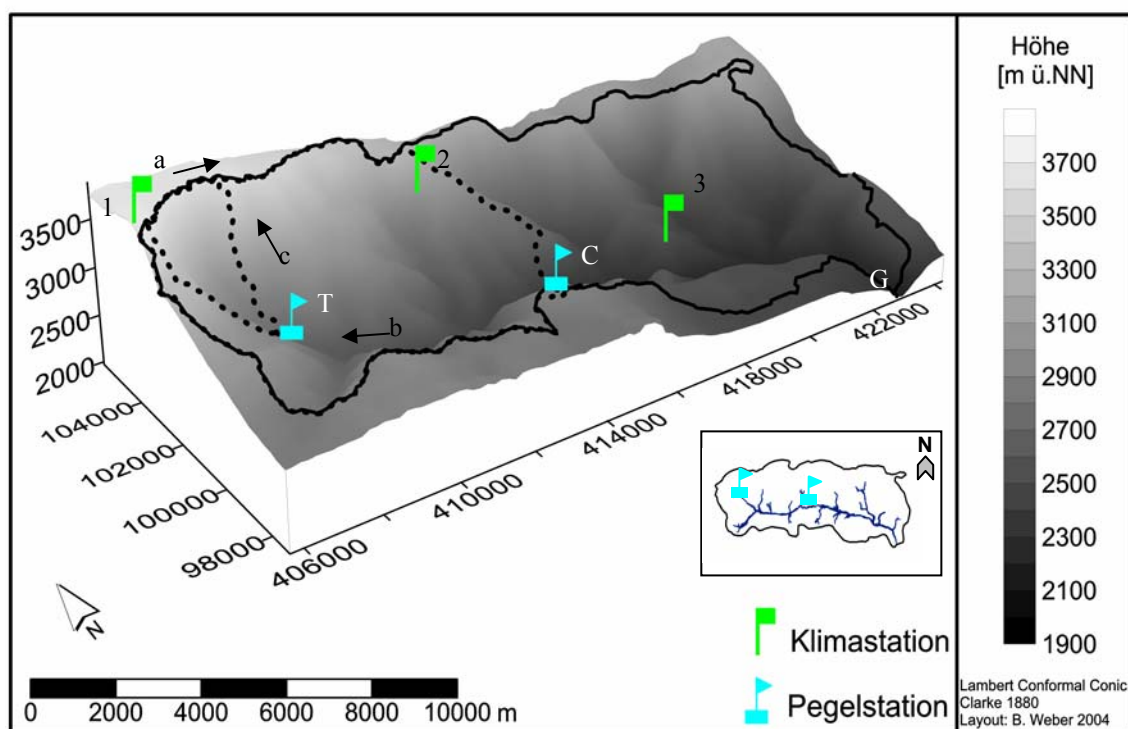 Höhe
[m ü.NN]
3700
3500
3300
3100
2900
2700
2500
2300
2100
1900
a
1
2
3
c
b
T
C
G
3500
3000
2500
2000
104000
102000
100000
98000
406000
410000
414000
418000
422000
N
N
Klimastation
Pegelstation
0 2000 4000 6000 8000 10000 m
Lambert Conformal Conic
Clarke 1880
Layout: B. Weber 2004